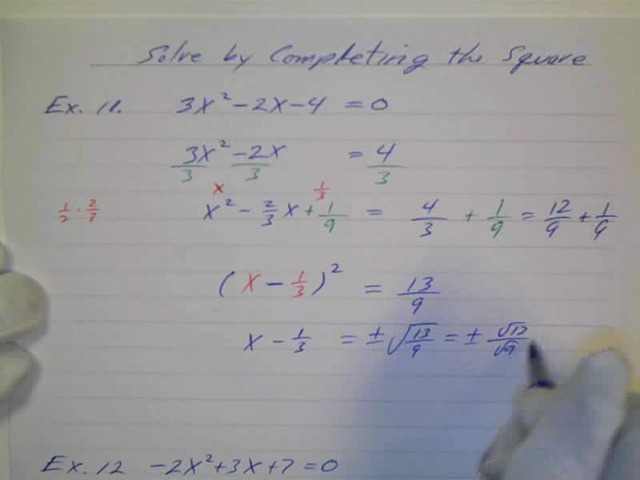 Solve by Completing the Square
Ex. 11. 3x² - 2x - 4 = 0
3x²/3 - 2x/3 = 4/3
x 1/3
1/2 · 2/3 x² - 2/3 x + 1/9 = 4/3 + 1/9 = 12/9 + 1/9
(x - 1/3)² = 13/9
x - 1/3 = ± √(13/9) = ± √13/√9
Ex. 12 -2x² + 3x + 7 = 0